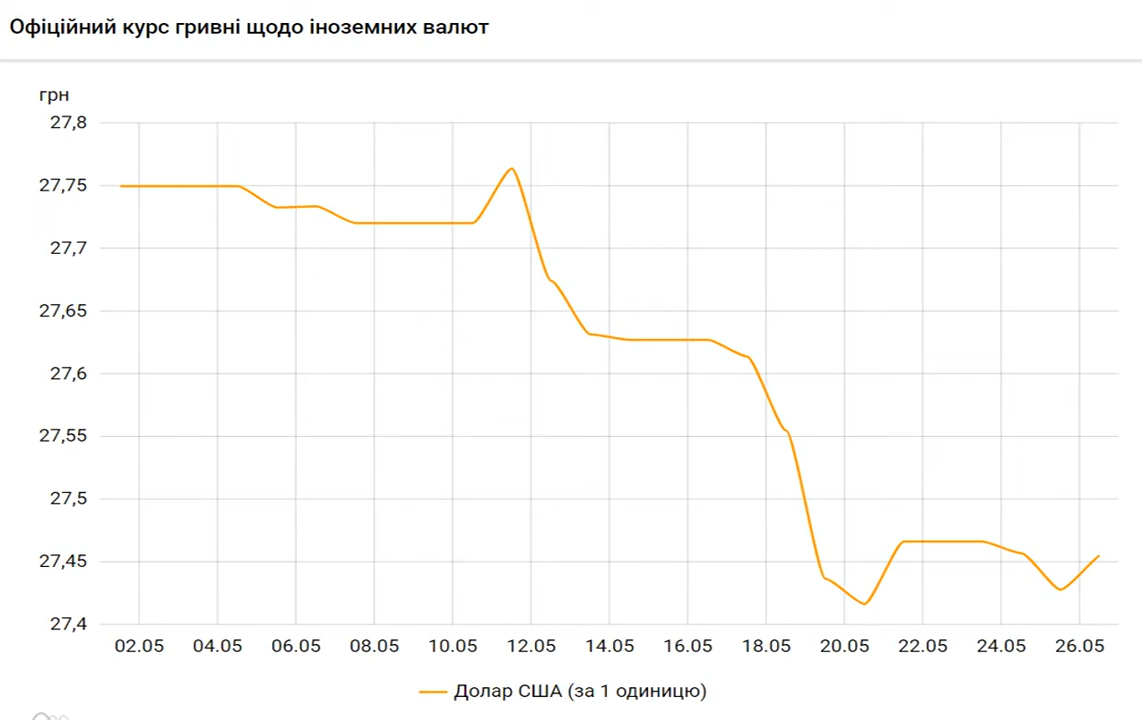 Офіційний курс гривні щодо іноземних валют
грн
27,8
27,75
27,7
27,65
27,6
27,55
27,5
27,45
27,4
02.05 04.05 06.05 08.05 10.05 12.05 14.05 16.05 18.05 20.05 22.05 24.05 26.05
Долар США (за 1 одиницю)